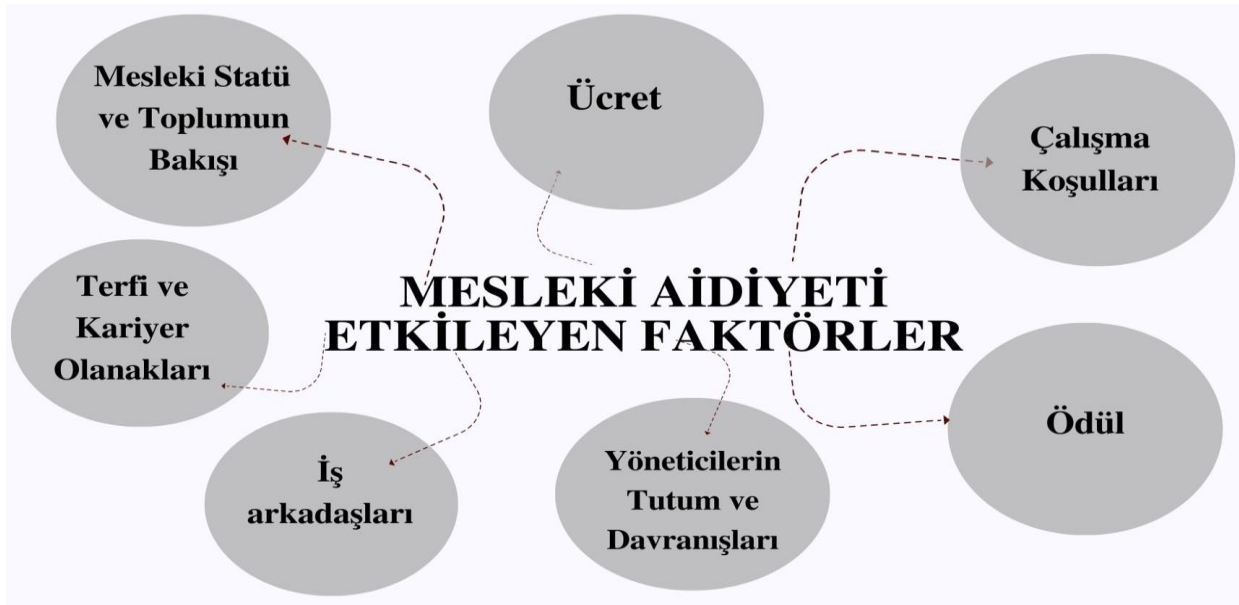 Mesleki Statü
ve Toplumun
Bakışı
Ücret
Çalışma
Koşulları
MESLEKİ AİDİYETİ
ETKİLEYEN FAKTÖRLER
Terfi ve
Kariyer
Olanakları
İş
arkadaşları
Yöneticilerin
Tutum ve
Davranışları
Ödül